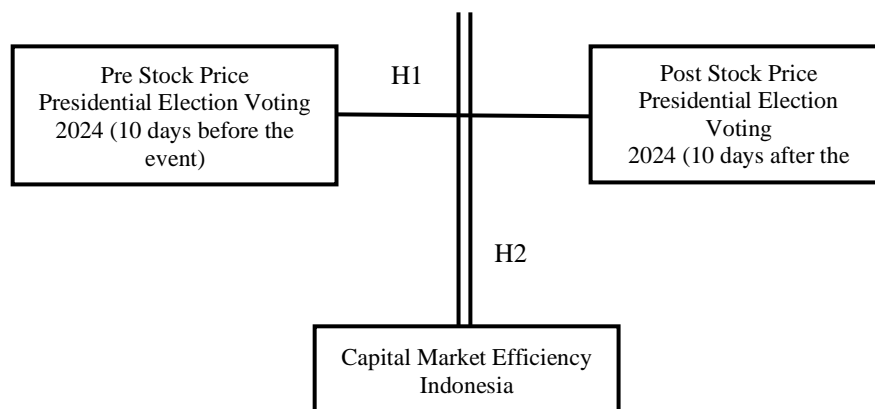 Pre Stock Price
Presidential Election Voting
2024 (10 days before the
event)
H1
Post Stock Price
Presidential Election
Voting
2024 (10 days after the
H2
Capital Market Efficiency
Indonesia